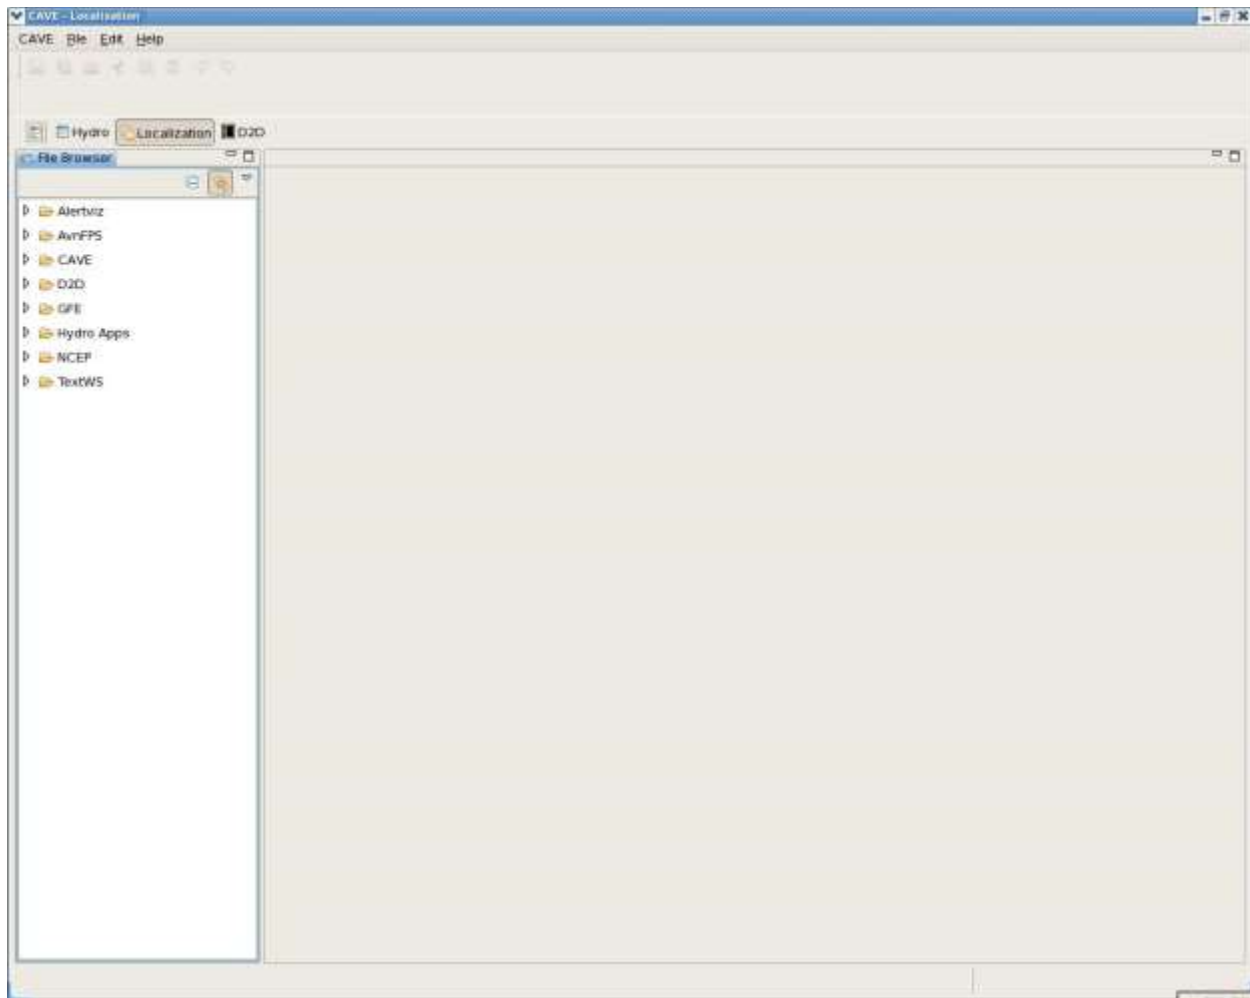 CAVE - Localization
CAVE File Edit Help
Hydro Localization D2D
File Browser
Alertviz
AvnFPS
CAVE
D2D
GFE
Hydro Apps
NCEP
TextWS